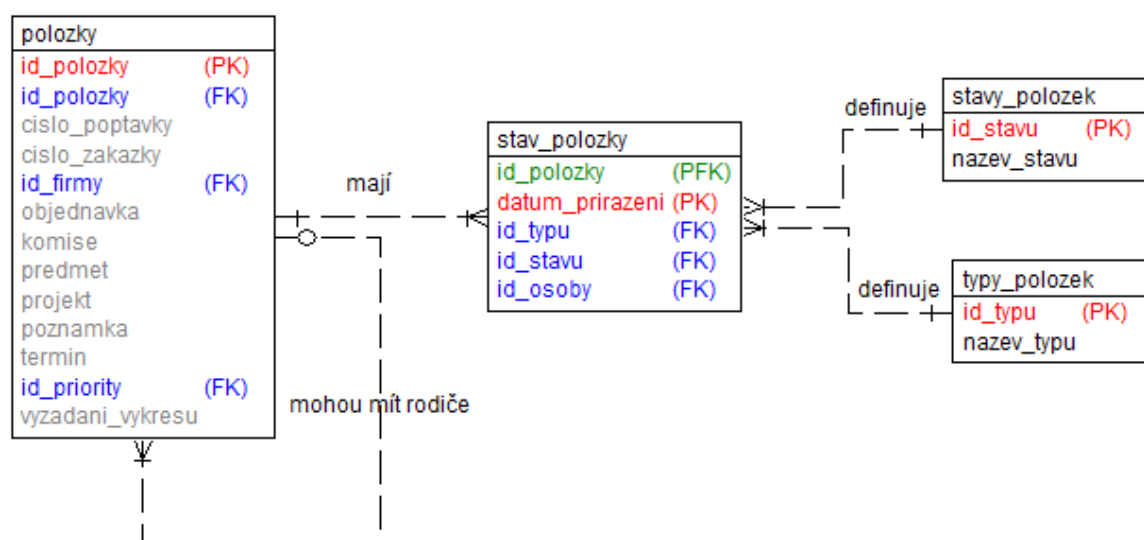 polozky
id_polozky (PK)
id_polozky (FK)
cislo_poptavky
cislo_zakazky
id_firmy (FK)
objednavka
komise
predmet
projekt
poznamka
termin
id_priority (FK)
vyzadani_vykresu
mají
mohou mít rodiče
stav_polozky
id_polozky (PFK)
datum_prirazeni (PK)
id_typu (FK)
id_stavu (FK)
id_osoby (FK)
definuje
stavy_polozek
id_stavu (PK)
nazev_stavu
definuje
typy_polozek
id_typu (PK)
nazev_typu